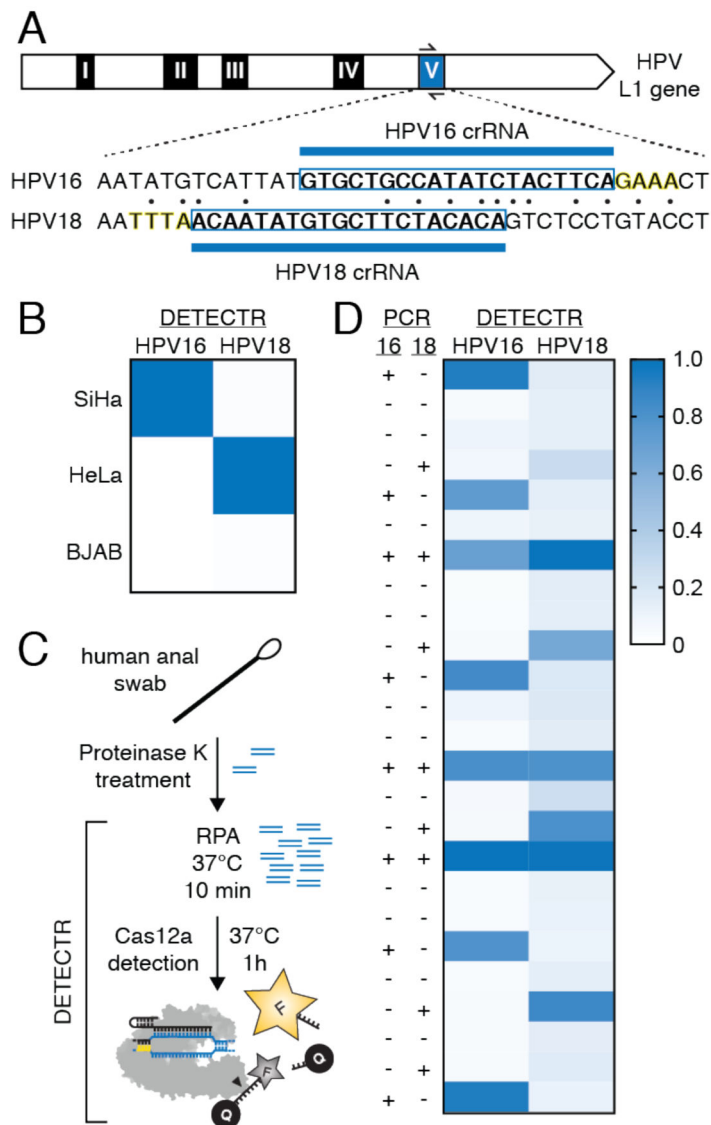 A
I II III IV V
HPV
L1 gene
HPV16 crRNA
HPV16 AATATGTCATTATGTGCTGCCATATCTACTTCAGAAACT
HPV18 AATTTAACAATATGTGCTTCTACACAGTCTCCTGTACCT
HPV18 crRNA
B
DETECTR
HPV16 HPV18
SiHa
HeLa
BJAB
C
human anal
swab
Proteinase K
treatment
DETECTR
RPA
37°C
10 min
Cas12a
detection
37°C
1h
F
F
Q
Q
D
PCR DETECTR
16 18 HPV16 HPV18
+ -
- -
- -
- +
+ -
- -
+ +
- -
- -
- +
+ -
- -
- -
+ +
- -
- +
+ +
- -
- -
+ -
- -
- +
- -
- +
+ -
1.0
0.8
0.6
0.4
0.2
0